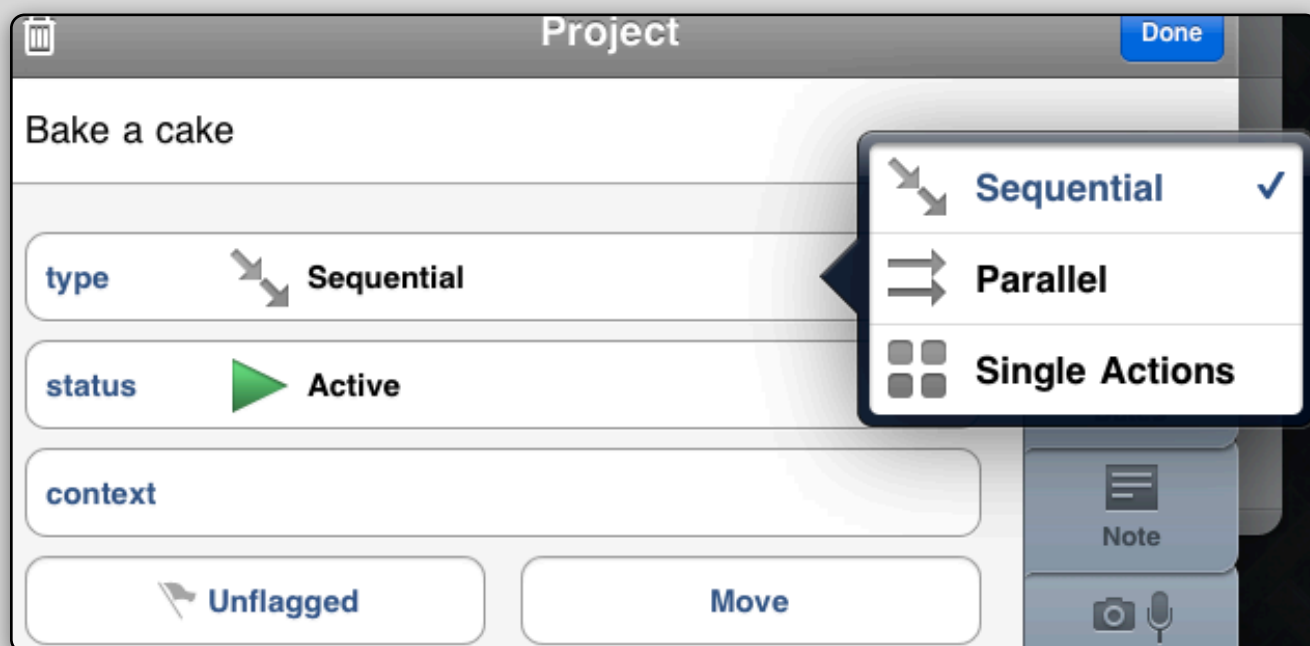 Project
Done
Bake a cake
type Sequential
status Active
context
Unflagged
Move
Sequential
Parallel
Single Actions
Note